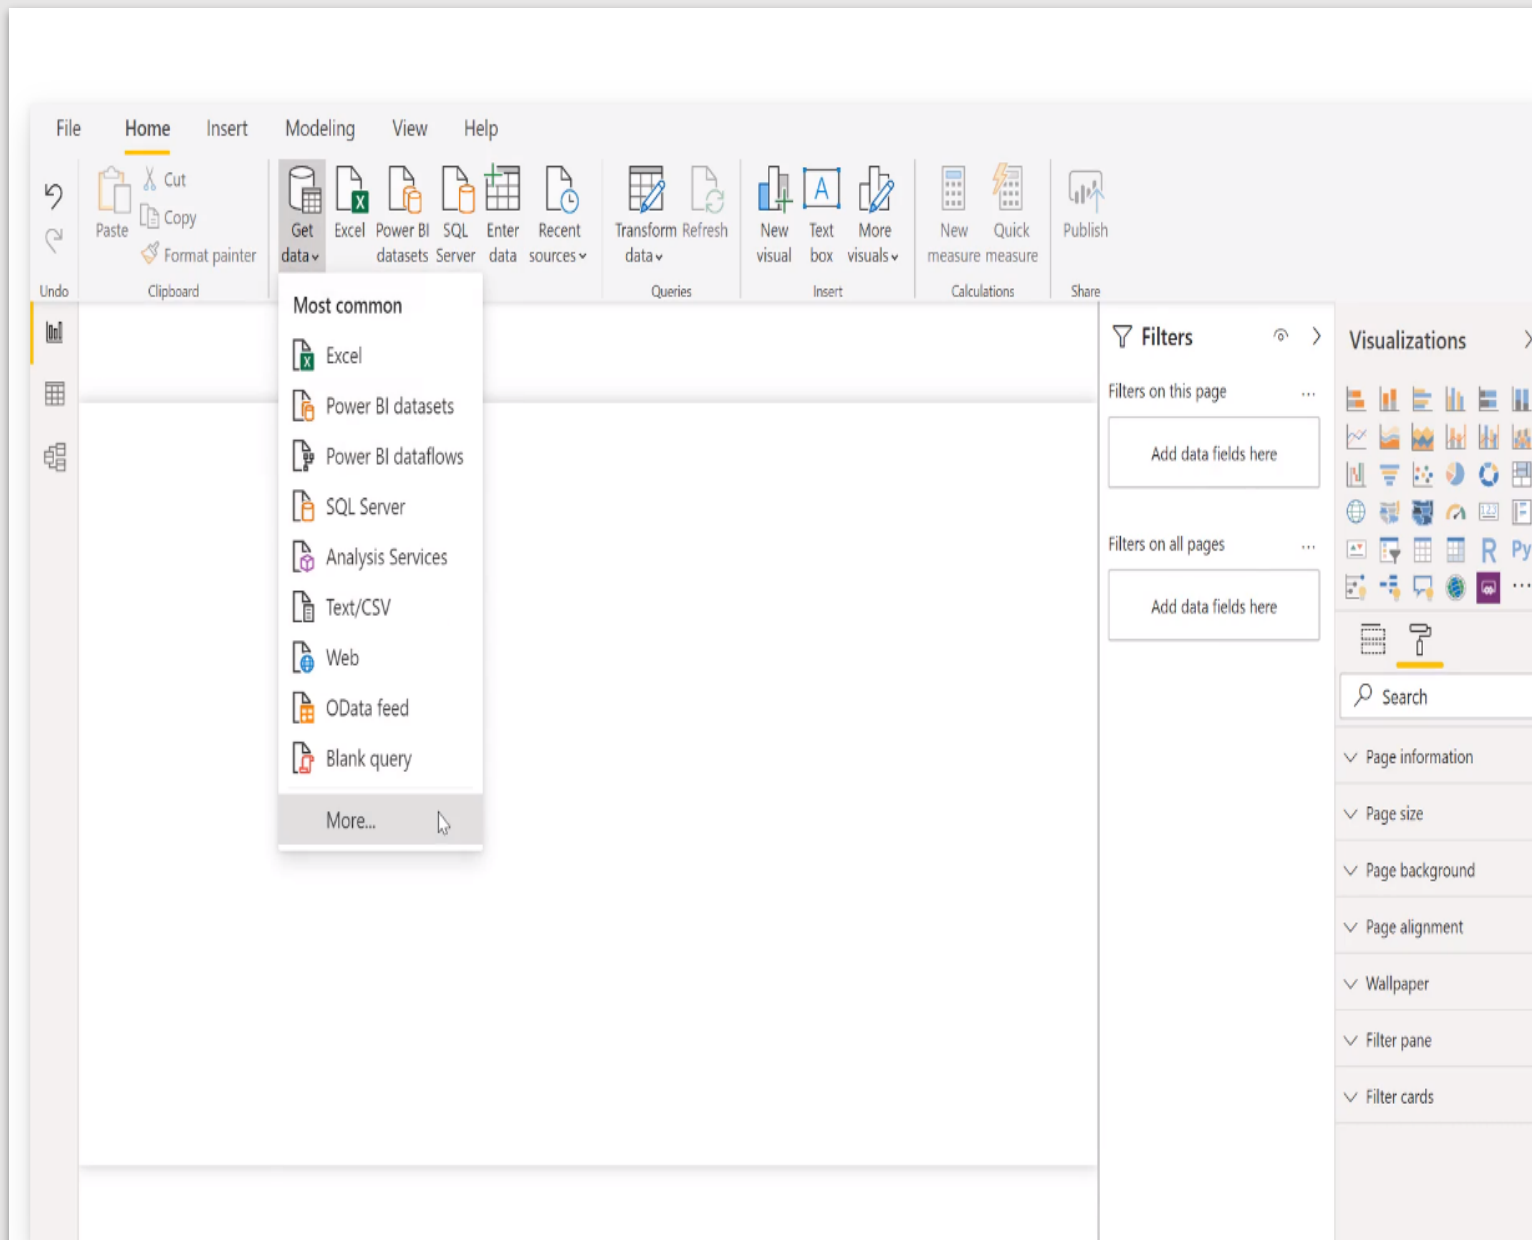 File Home Insert Modeling View Help
Cut
Copy
Format painter
Paste
Get data
Excel
Power BI datasets
SQL Server
Enter data
Recent sources
Transform data
Refresh
New visual
Text box
More visuals
New measure
Quick measure
Publish
Undo
Clipboard
Queries
Insert
Calculations
Share
Most common
Excel
Power BI datasets
Power BI dataflows
SQL Server
Analysis Services
Text/CSV
Web
OData feed
Blank query
More...
Filters
Filters on this page ...
Add data fields here
Filters on all pages ...
Add data fields here
Visualizations
123
R Py
...
Search
Page information
Page size
Page background
Page alignment
Wallpaper
Filter pane
Filter cards